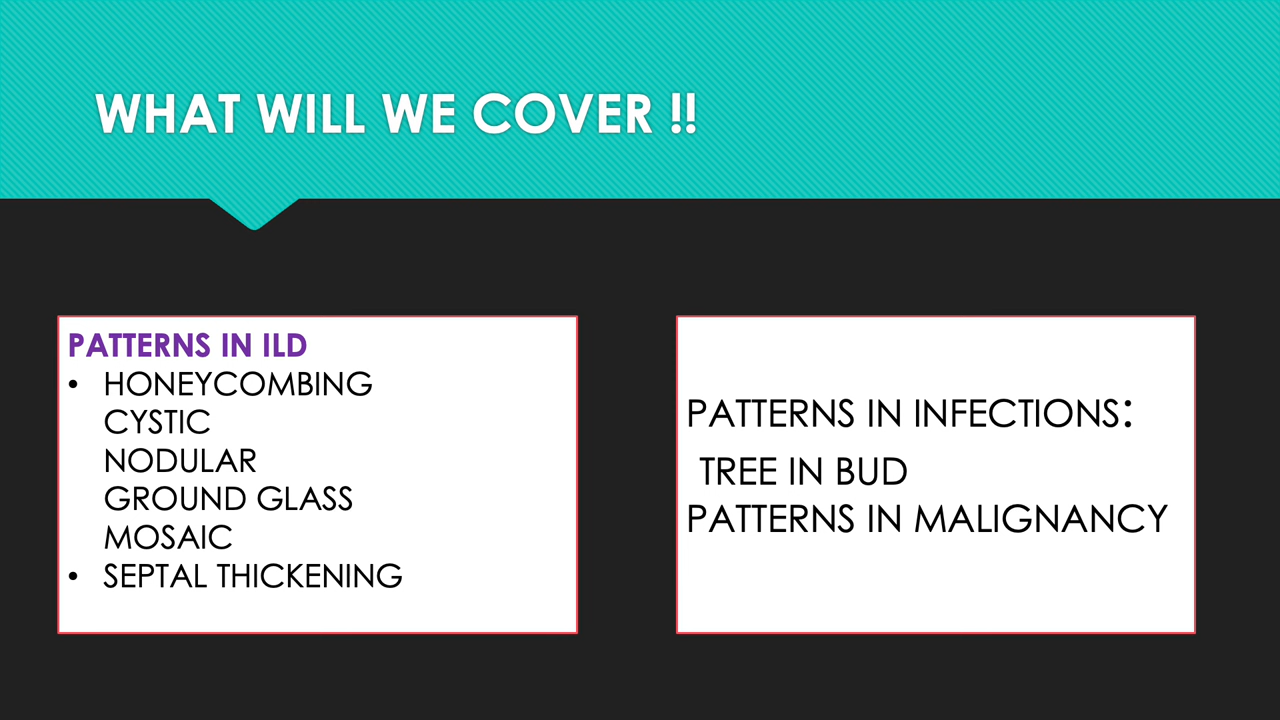 WHAT WILL WE COVER !!
PATTERNS IN ILD
• HONEYCOMBING
CYSTIC
NODULAR
GROUND GLASS
MOSAIC
• SEPTAL THICKENING
PATTERNS IN INFECTIONS:
TREE IN BUD
PATTERNS IN MALIGNANCY